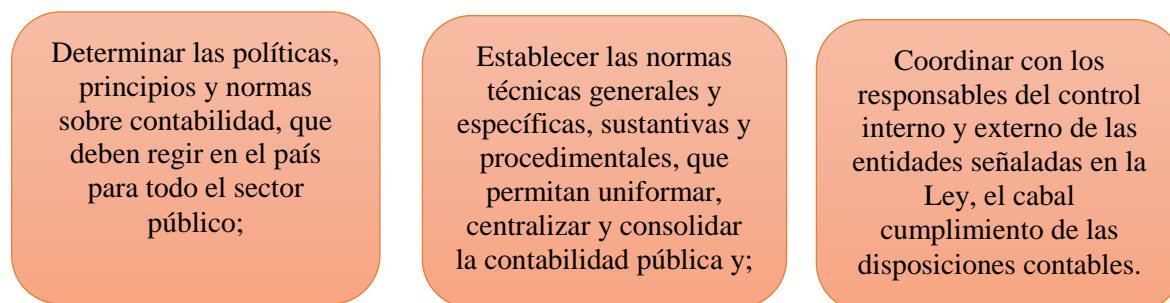 Determinar las políticas,
principios y normas
sobre contabilidad, que
deben regir en el país
para todo el sector
público;
Establecer las normas
técnicas generales y
específicas, sustantivas y
procedimentales, que
permitan uniformar,
centralizar y consolidar
la contabilidad pública y;
Coordinar con los
responsables del control
interno y externo de las
entidades señaladas en la
Ley, el cabal
cumplimiento de las
disposiciones contables.